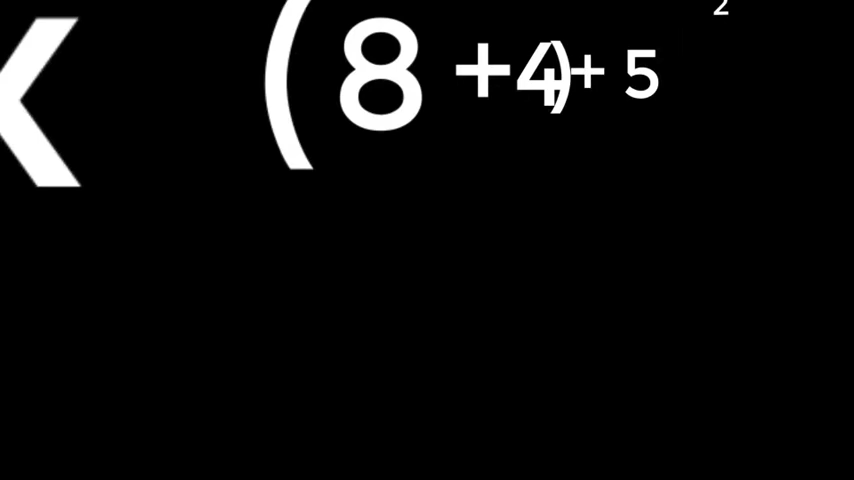 × (8 + 4) + 5 ²